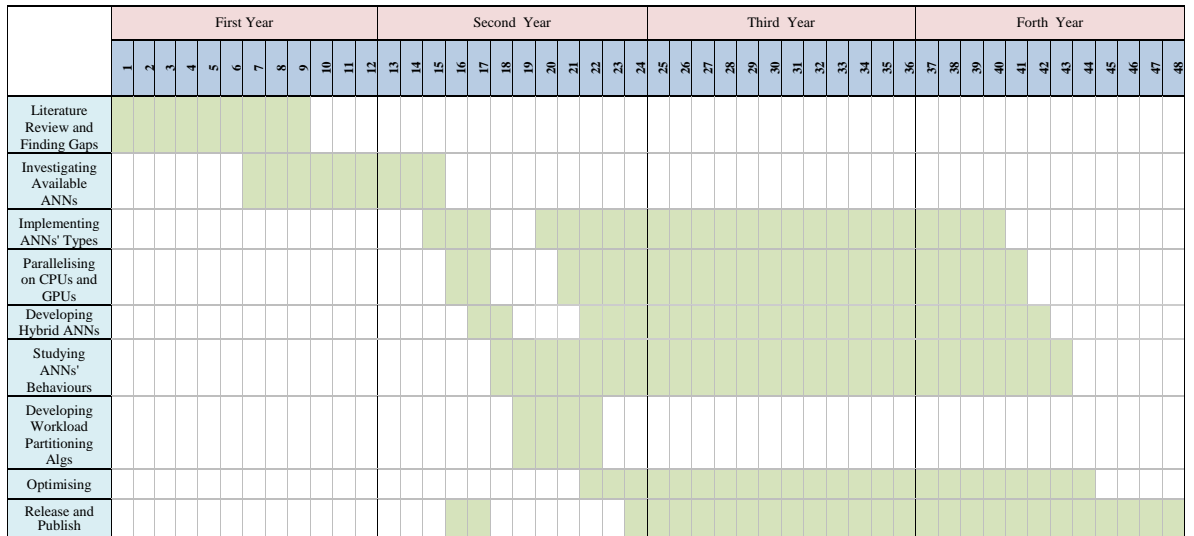 First Year Second Year Third Year Forth Year
1 2 3 4 5 6 7 8 9 10 11 12 13 14 15 16 17 18 19 20 21 22 23 24 25 26 27 28 29 30 31 32 33 34 35 36 37 38 39 40 41 42 43 44 45 46 47 48
Literature
Review and
Finding Gaps
Investigating
Available
ANNs
Implementing
ANNs' Types
Parallelising
on CPUs and
GPUs
Developing
Hybrid ANNs
Studying
ANNs'
Behaviours
Developing
Workload
Partitioning
Algs
Optimising
Release and
Publish